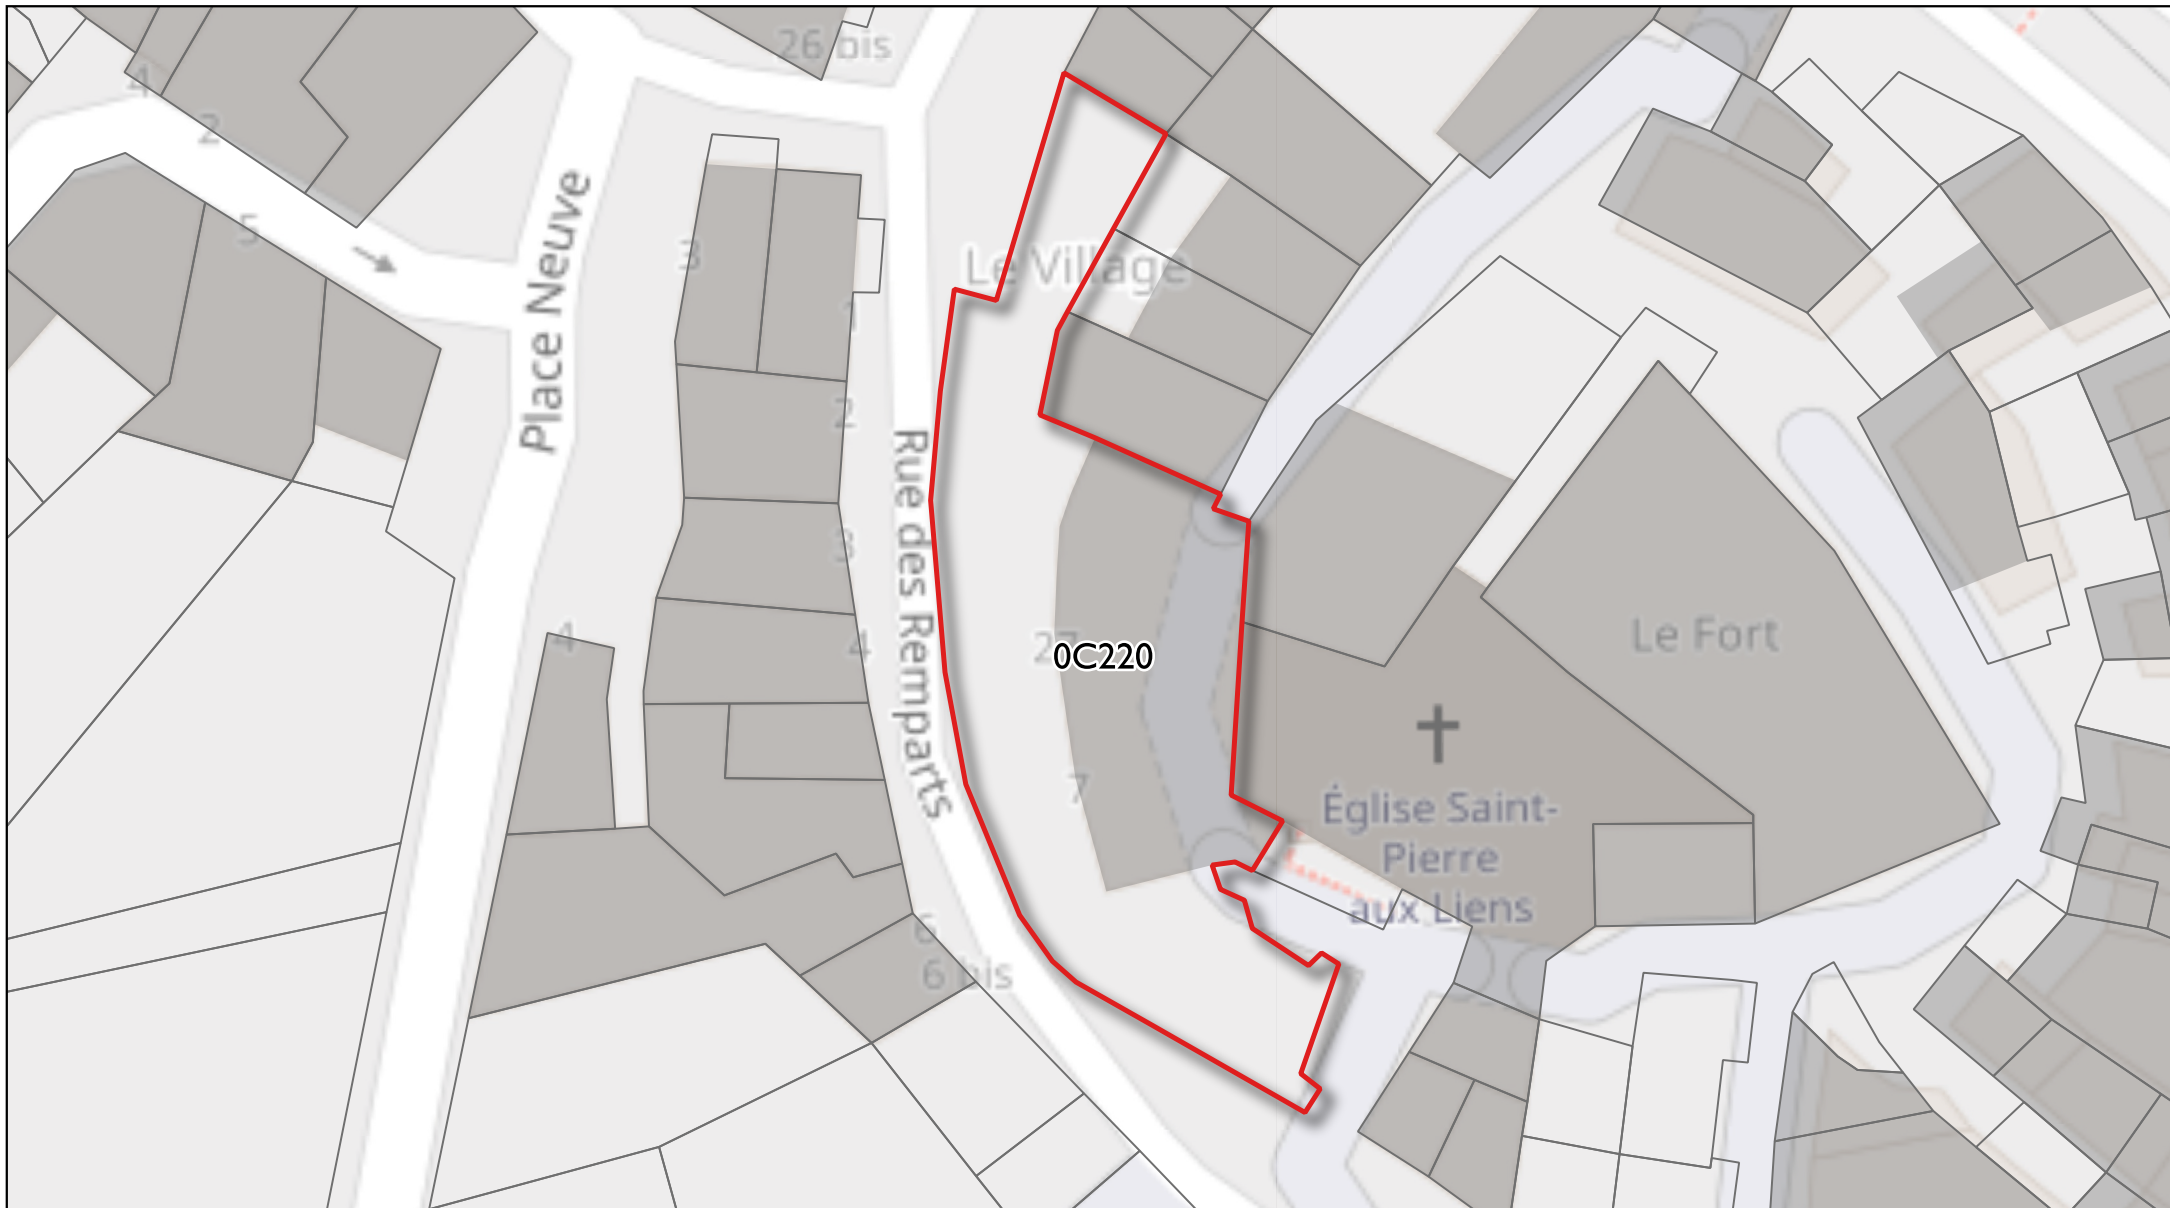 26 bis
4
2
5
Place Neuve
3
1
Le Village
2
Rue des Remparts
3
4
4
27
0C220
7
Le Fort
Église Saint-
Pierre
aux Liens
6
6 bis